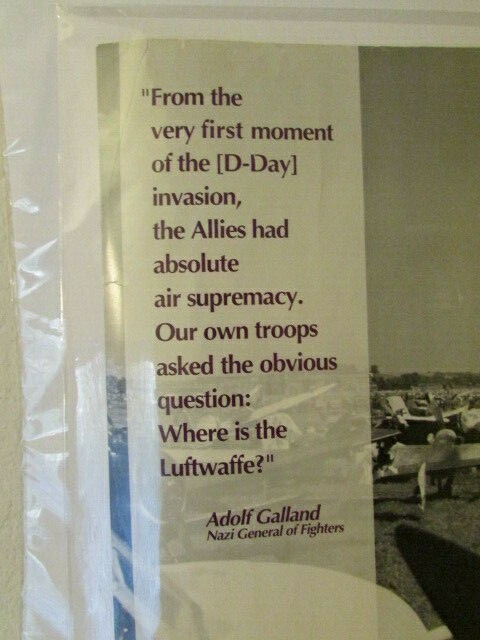 "From the
very first moment
of the [D-Day]
invasion,
the Allies had
absolute
air supremacy.
Our own troops
asked the obvious
question:
Where is the
Luftwaffe?"
Adolf Galland
Nazi General of Fighters